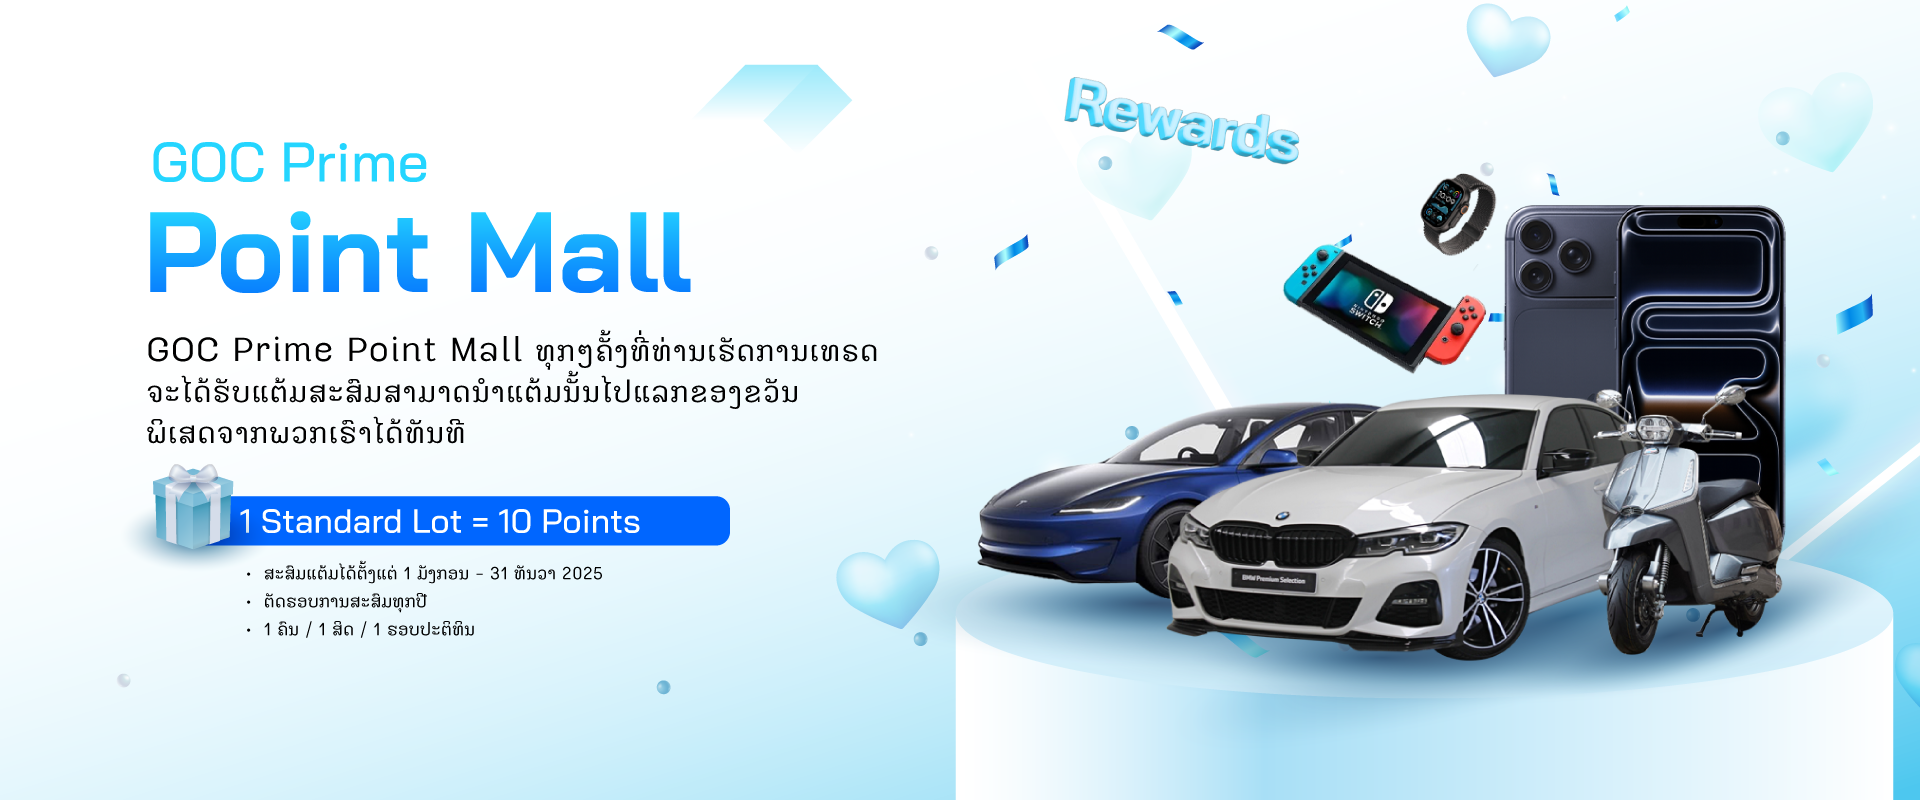 GOC Prime
Point Mall
GOC Prime Point Mall ທຸກໆຄັ້ງທີ່ທ່ານເຮັດການເທຣດ
ຈະໄດ້ຮັບແຕ້ມສະສົມສາມາດນຳແຕ້ມນັ້ນໄປແລກຂອງຂວັນ
ພິເສດຈາກພວກເຮົາໄດ້ທັນທີ
1 Standard Lot = 10 Points
• ສະສົມແຕ້ມໄດ້ຕັ້ງແຕ່ 1 ມັງກອນ - 31 ທັນວາ 2025
• ຕັດຮອບການສະສົມທຸກປີ
• 1 ຄົນ / 1 ສິດ / 1 ຮອບປະຕິທິນ
Rewards
10:09
NINTENDO
SWITCH
BMW Premium Selection